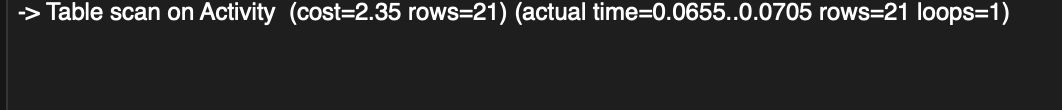 -> Table scan on Activity  (cost=2.35 rows=21) (actual time=0.0655..0.0705 rows=21 loops=1)